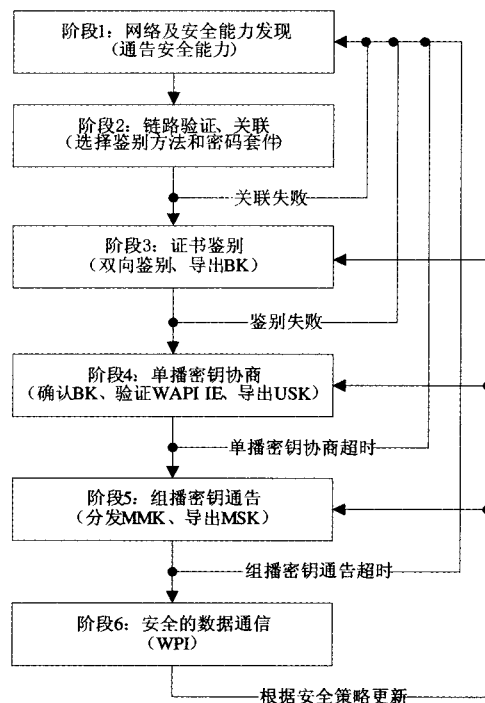 阶段1：网络及安全能力发现
(通告安全能力)
阶段2：链路验证、关联
(选择鉴别方法和密码套件)
关联失败
阶段3：证书鉴别
(双向鉴别、导出BK)
鉴别失败
阶段4：单播密钥协商
(确认BK、验证WAPI IE、导出USK)
单播密钥协商超时
阶段5：组播密钥通告
(分发MMK、导出MSK)
组播密钥通告超时
阶段6：安全的数据通信
(WPI)
根据安全策略更新